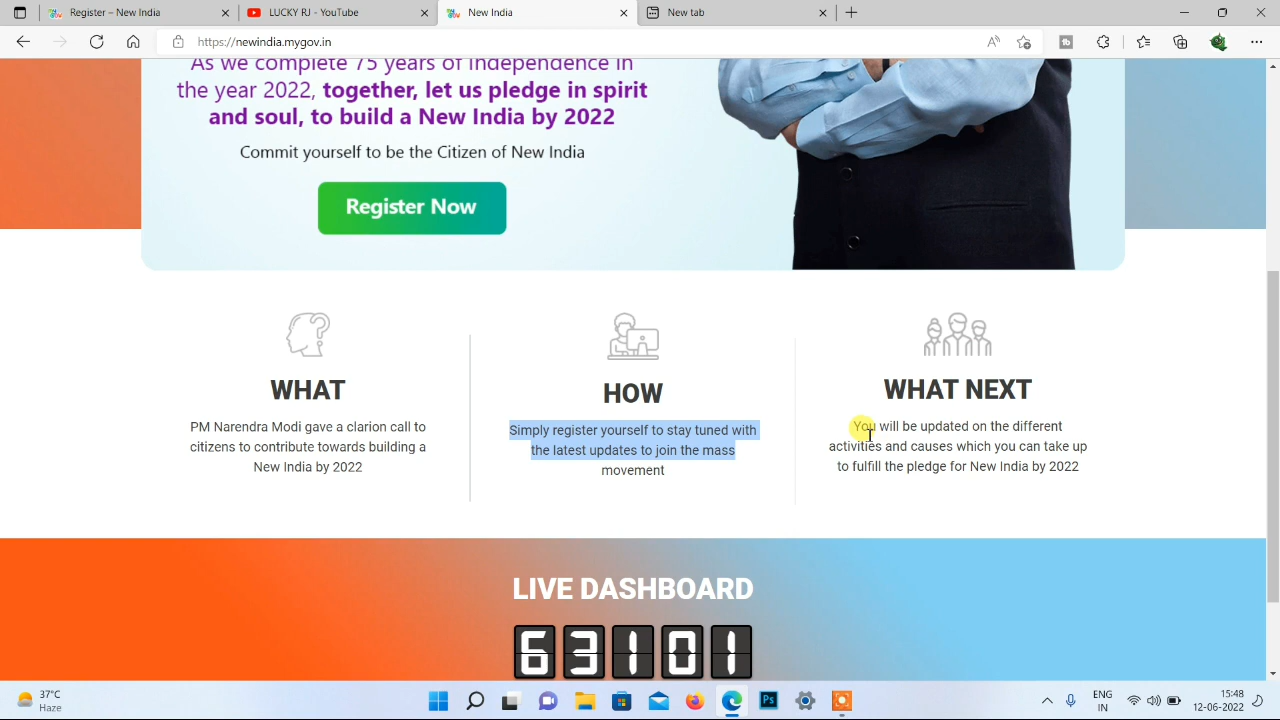 Register – New India
LUCKY RJ - YouTube
New India
New tab
https://newindia.mygov.in
As we complete 75 years of Independence in
the year 2022, together, let us pledge in spirit
and soul, to build a New India by 2022
Commit yourself to be the Citizen of New India
Register Now
WHAT
PM Narendra Modi gave a clarion call to
citizens to contribute towards building a
New India by 2022
HOW
Simply register yourself to stay tuned with
the latest updates to join the mass
movement
WHAT NEXT
You will be updated on the different
activities and causes which you can take up
to fulfill the pledge for New India by 2022
LIVE DASHBOARD
63101
37°C
Haze
Ps
ENG
IN
15:48
12-06-2022